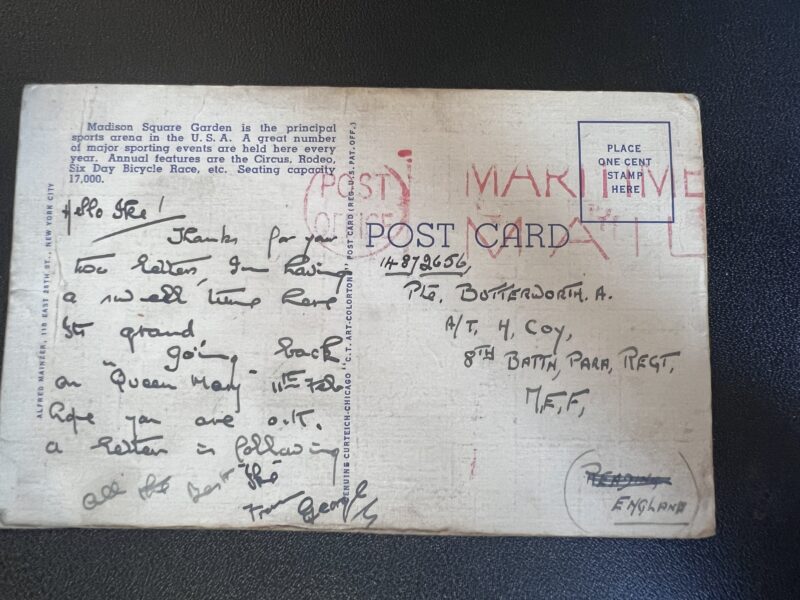 Madison Square Garden is the principal
sports arena in the U. S. A. A great number
of major sporting events are held here every
year. Annual features are the Circus, Rodeo,
Six Day Bicycle Race, etc. Seating capacity
17,000.
Hello Ike!
Thanks for your
two letters, I'm having
a swell time here
Its grand.
going back
on "Queen Mary" 11TH Feb
hope you are o.K.
a letter is following
all the best "Ike"
From George
ALFRED MAINZER, 118 EAST 28TH ST., NEW YORK CITY
GENUINE CURTEICH-CHICAGO "C. T. ART-COLORTONE" POST CARD (REG. U. S. PAT. OFF.)
POST OFFICE
MARITIME
MAIL
PLACE
ONE CENT
STAMP
HERE
POST CARD
14872656,
Pte, BUTTERWORTH. A.
A/T, H, COY,
8TH BATTN, PARA, REGT,
M,E,F,
READING
ENGLAND